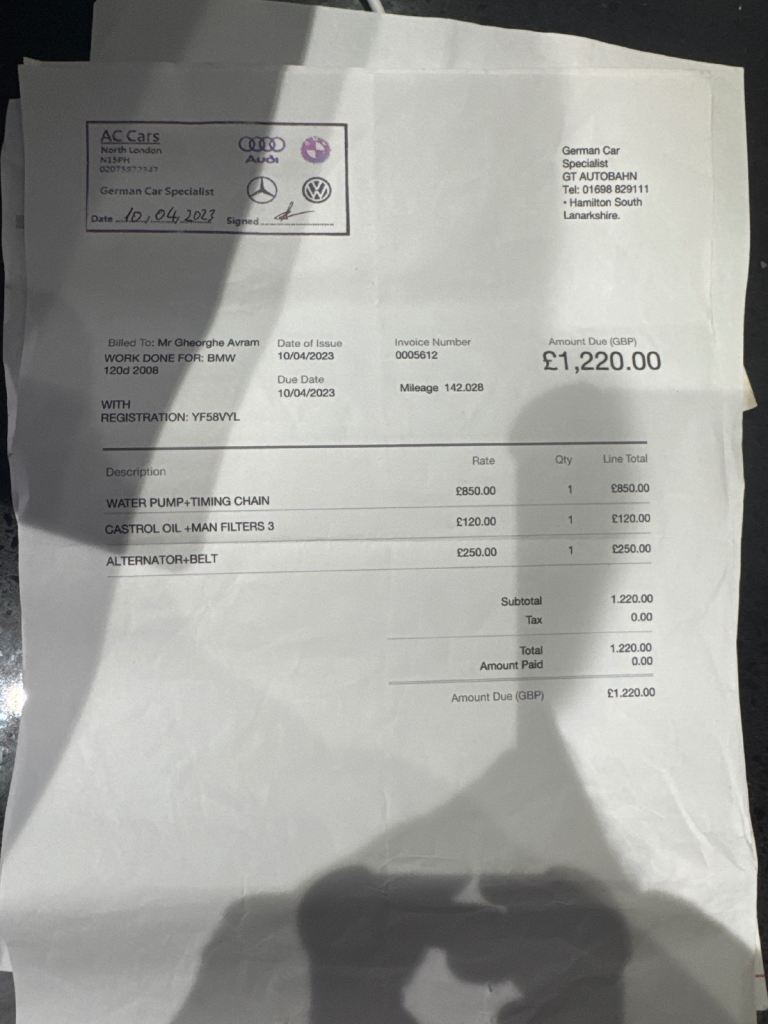 AC Cars
North London
N15PH
Audi
German Car Specialist
Date 10,04,2023 Signed
German Car
Specialist
GT AUTOBAHN
Tel: 01698 829111
• Hamilton South
Lanarkshire.
Billed To: Mr Gheorghe Avram
WORK DONE FOR: BMW
120d 2008
WITH
REGISTRATION: YF58VYL
Date of Issue
10/04/2023
Due Date
10/04/2023
Invoice Number
0005612
Mileage 142.028
Amount Due (GBP)
£1,220.00
Description Rate Qty Line Total
WATER PUMP+TIMING CHAIN £850.00 1 £850.00
CASTROL OIL +MAN FILTERS 3 £120.00 1 £120.00
ALTERNATOR+BELT £250.00 1 £250.00
Subtotal 1.220.00
Tax 0.00
Total 1.220.00
Amount Paid 0.00
Amount Due (GBP) £1.220.00